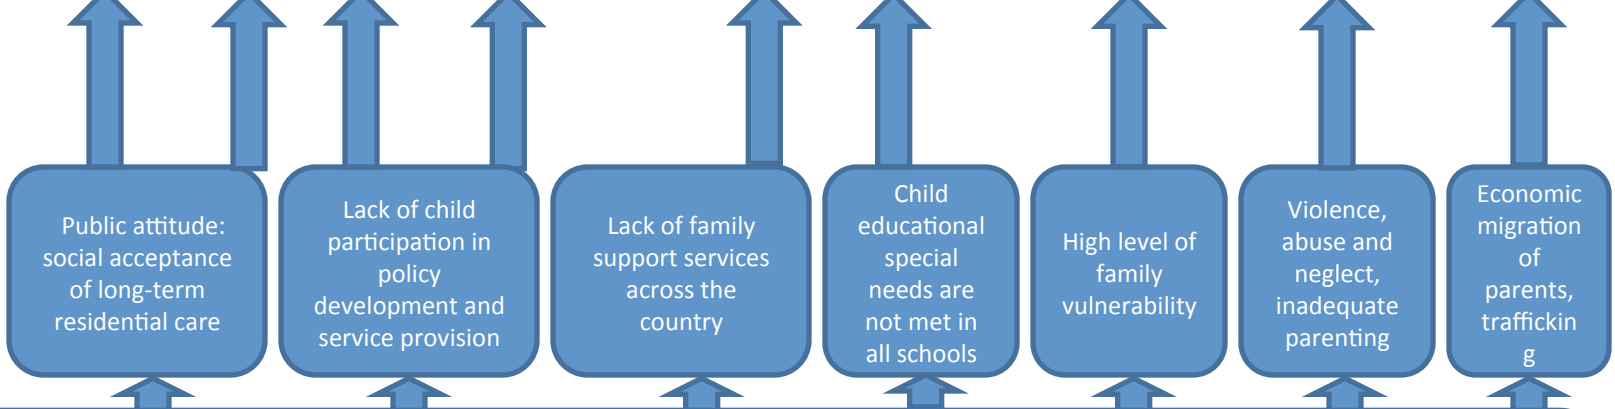 Public attitude:
social acceptance
of long-term
residential care
Lack of child
participation in
policy
development and
service provision
Lack of family
support services
across the
country
Child
educational
special
needs are
not met in
all schools
High level of
family
vulnerability
Violence,
abuse and
neglect,
inadequate
parenting
Economic
migration
of
parents,
traffickin
g